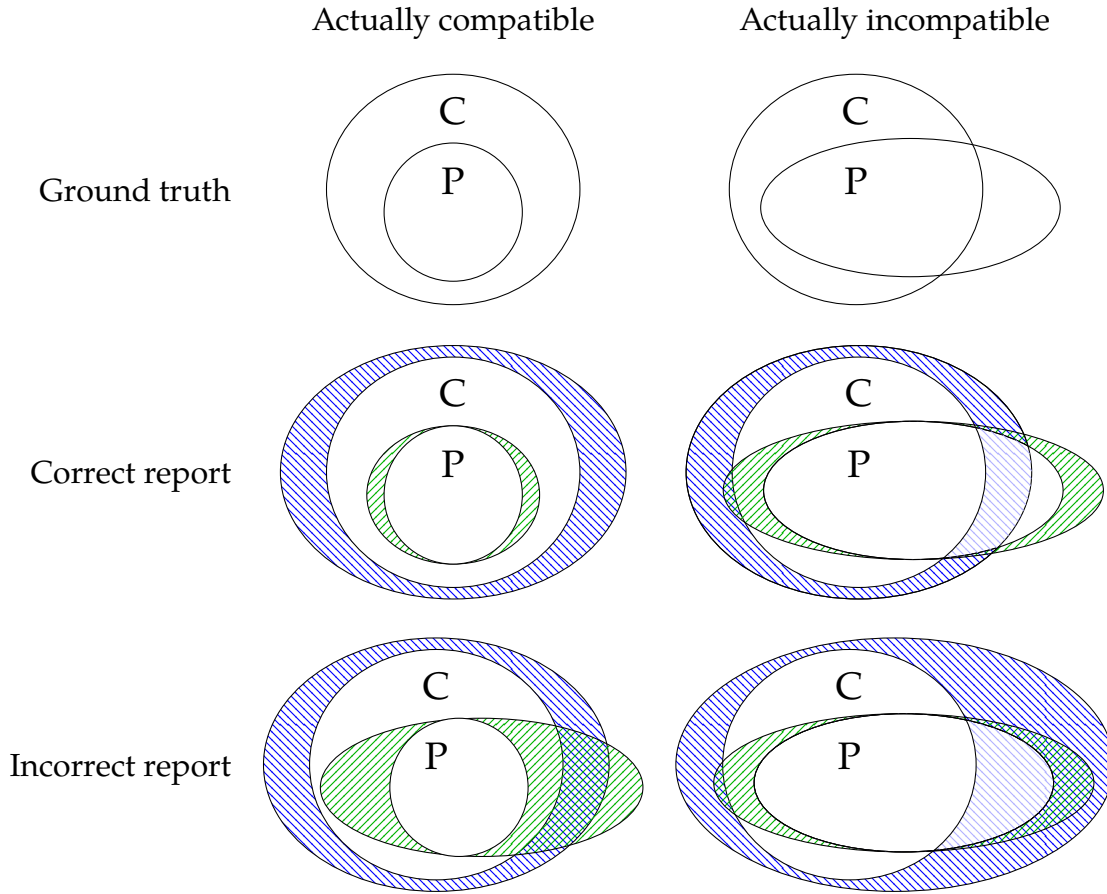 Actually compatible
Actually incompatible
Ground truth
C
P
C
P
Correct report
C
P
C
P
Incorrect report
C
P
C
P